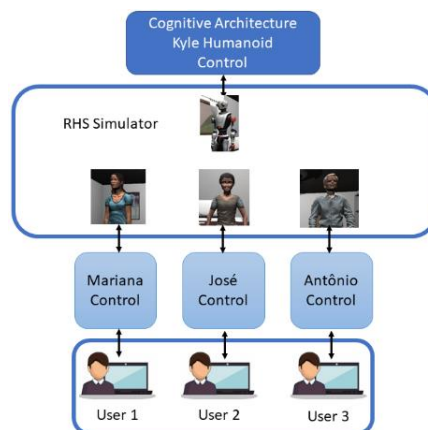 Cognitive Architecture
Kyle Humanoid
Control
RHS Simulator
Mariana
Control
José
Control
Antônio
Control
User 1
User 2
User 3